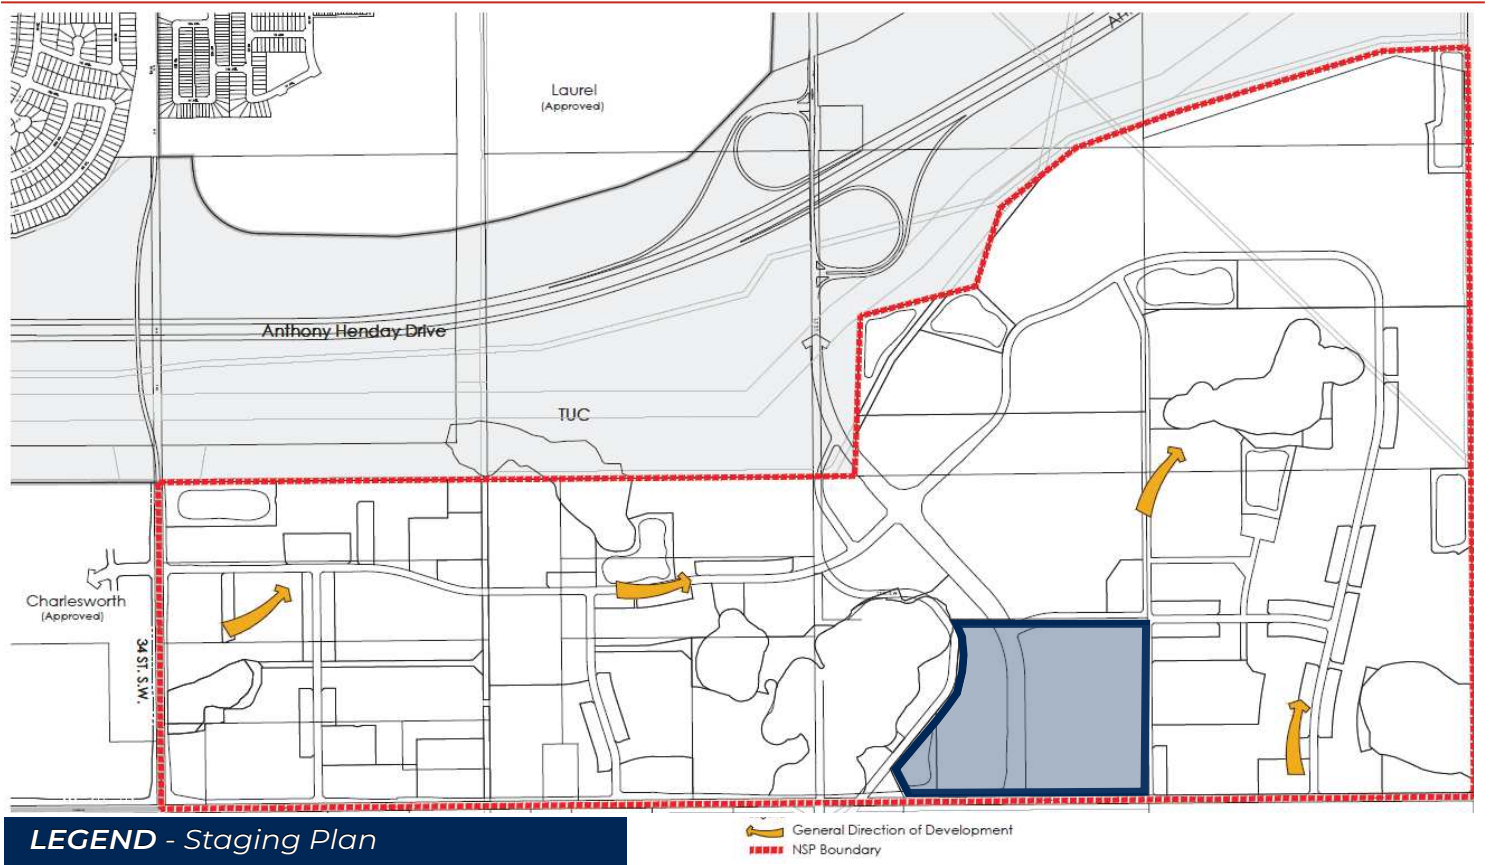 Laurel
(Approved)
Anthony Henday Drive
TUC
Charlesworth
(Approved)
34 ST. S.W.
LEGEND - Staging Plan
General Direction of Development
NSP Boundary